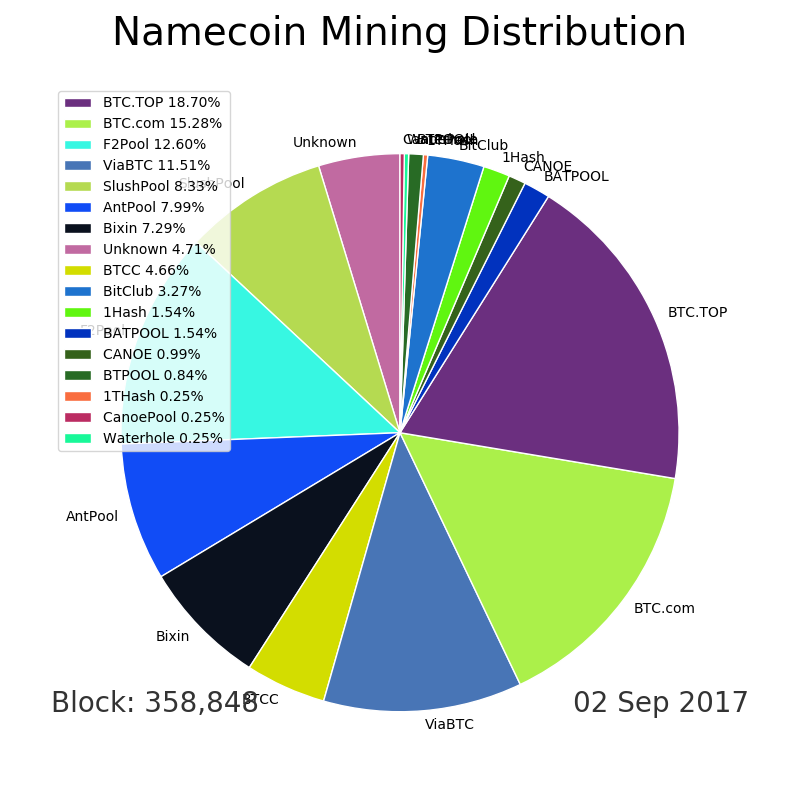 Namecoin Mining Distribution
BTC.TOP 18.70%
BTC.com 15.28%
F2Pool 12.60%
ViaBTC 11.51%
SlushPool 8.33%
AntPool 7.99%
Bixin 7.29%
Unknown 4.71%
BTCC 4.66%
BitClub 3.27%
1Hash 1.54%
BATPOOL 1.54%
CANOE 0.99%
BTPOOL 0.84%
1THash 0.25%
CanoePool 0.25%
Waterhole 0.25%
Unknown
BitClub
1Hash
CANOE
BATPOOL
SlushPool
BTC.TOP
F2Pool
AntPool
BTC.com
Bixin
BTCC
ViaBTC
Block: 358,848
02 Sep 2017